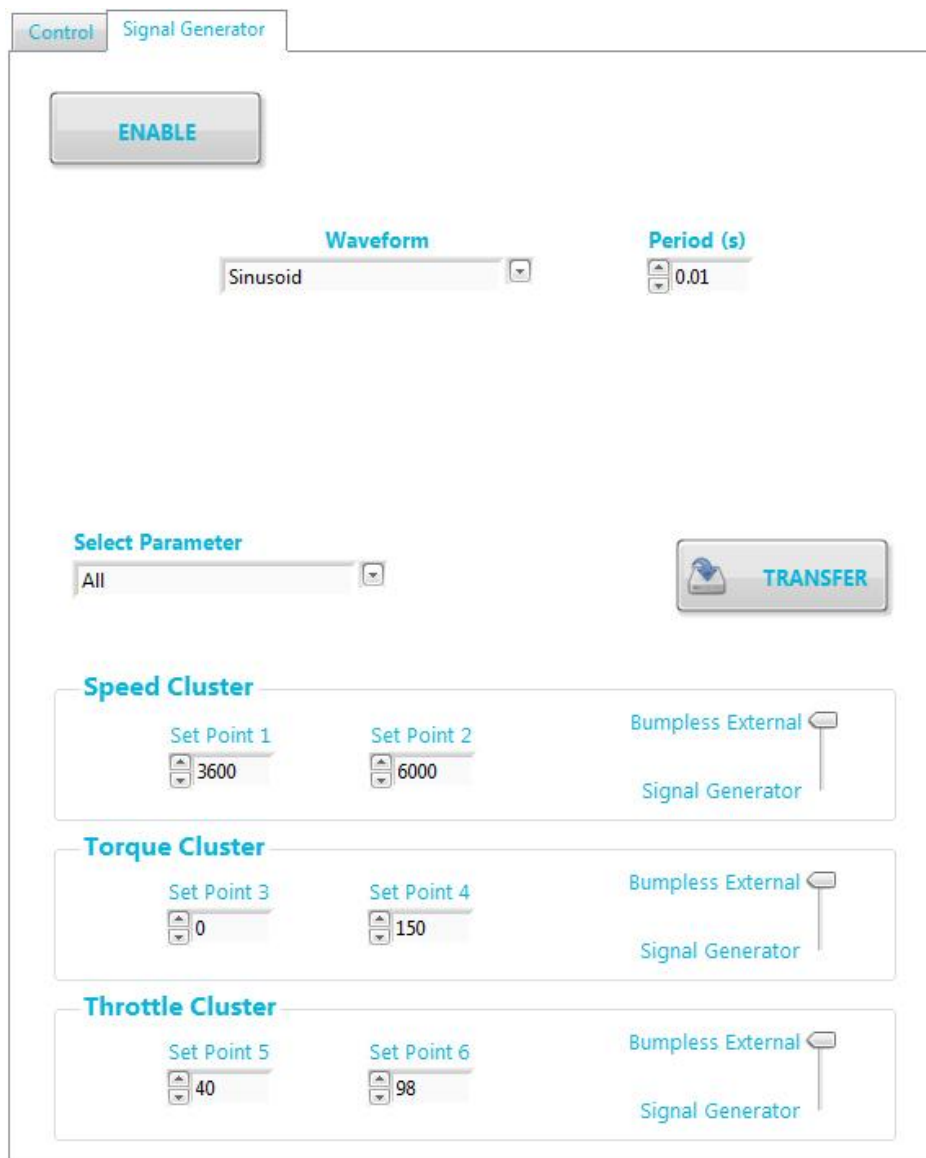 Control Signal Generator
ENABLE
Waveform Period (s)
Sinusoid 0.01
Select Parameter
All
TRANSFER
Speed Cluster
Set Point 1 Set Point 2 Bumpless External
3600 6000
Signal Generator
Torque Cluster
Set Point 3 Set Point 4 Bumpless External
0 150
Signal Generator
Throttle Cluster
Set Point 5 Set Point 6 Bumpless External
40 98
Signal Generator